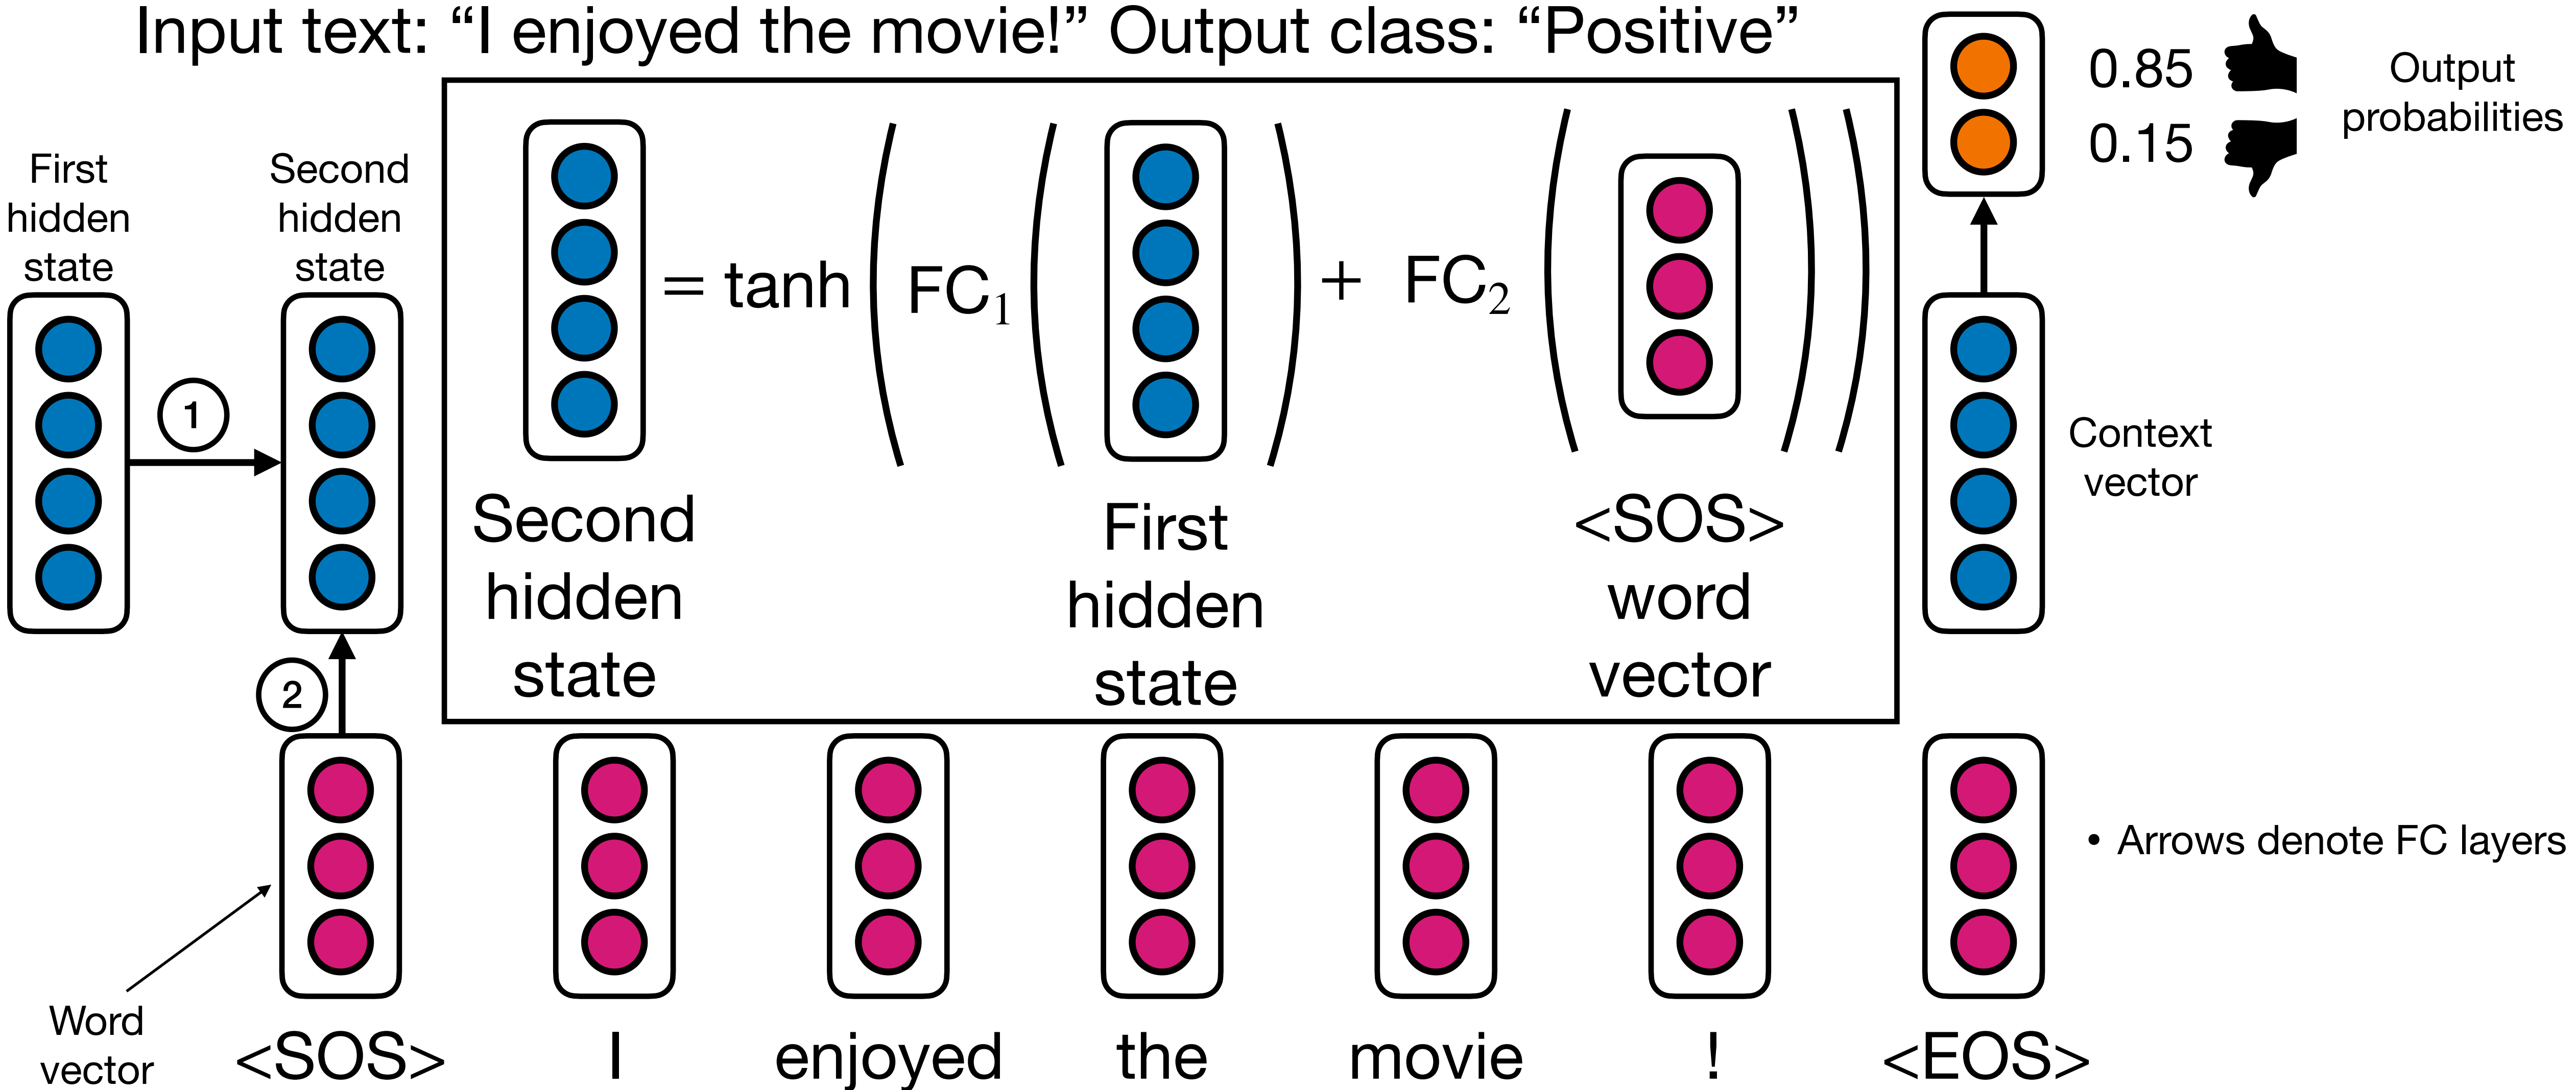 Input text: “I enjoyed the movie!” Output class: “Positive”
First
hidden
state
Second
hidden
state
1
2
= tanh ( FC₁ ( ) + FC₂ ( ) )
Second
hidden
state
First
hidden
state
<SOS>
word
vector
0.85
0.15
Output
probabilities
Context
vector
• Arrows denote FC layers
Word
vector
<SOS> I enjoyed the movie ! <EOS>